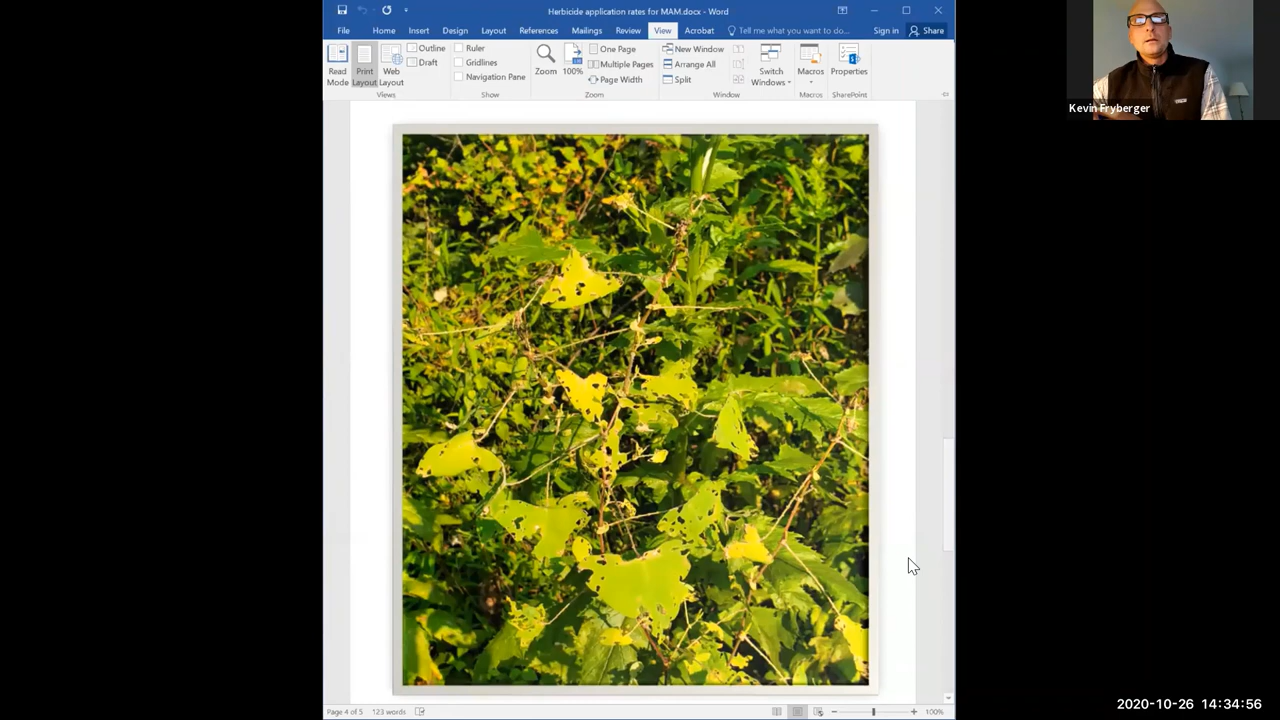 Herbicide application rates for MAM.docx - Word
File Home Insert Design Layout References Mailings Review View Acrobat Tell me what you want to do... Sign in Share
Read Mode
Print Layout
Web Layout
Outline
Draft
Views
Ruler
Gridlines
Navigation Pane
Show
Zoom
100%
One Page
Multiple Pages
Page Width
Zoom
New Window
Arrange All
Split
Switch Windows
Window
Macros
Macros
Properties
SharePoint
Kevin Fryberger
Page 4 of 5 123 words
100%
2020-10-26 14:34:56